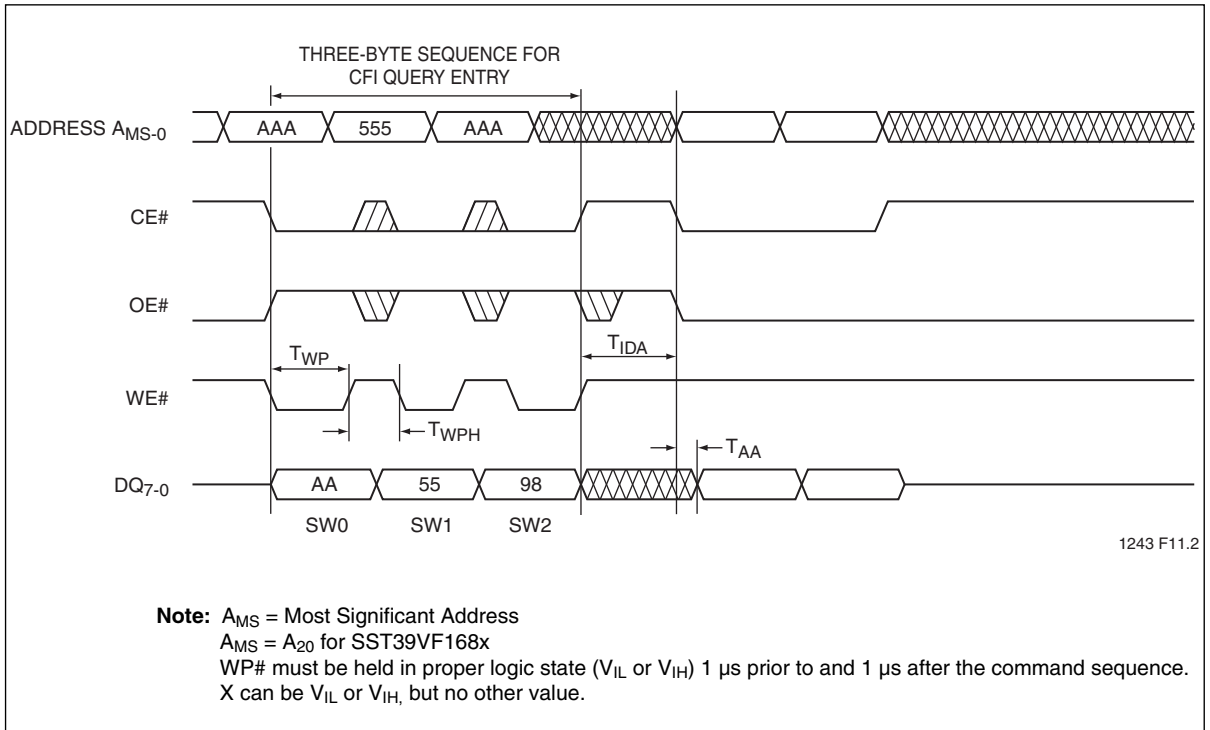 THREE-BYTE SEQUENCE FOR
CFI QUERY ENTRY
ADDRESS AMS-0
AAA 555 AAA
CE#
OE#
TIDA
TWP
WE#
TWPH
TAA
DQ7-0
AA 55 98
SW0 SW1 SW2
1243 F11.2
Note: AMS = Most Significant Address
AMS = A20 for SST39VF168x
WP# must be held in proper logic state (VIL or VIH) 1 µs prior to and 1 µs after the command sequence.
X can be VIL or VIH, but no other value.